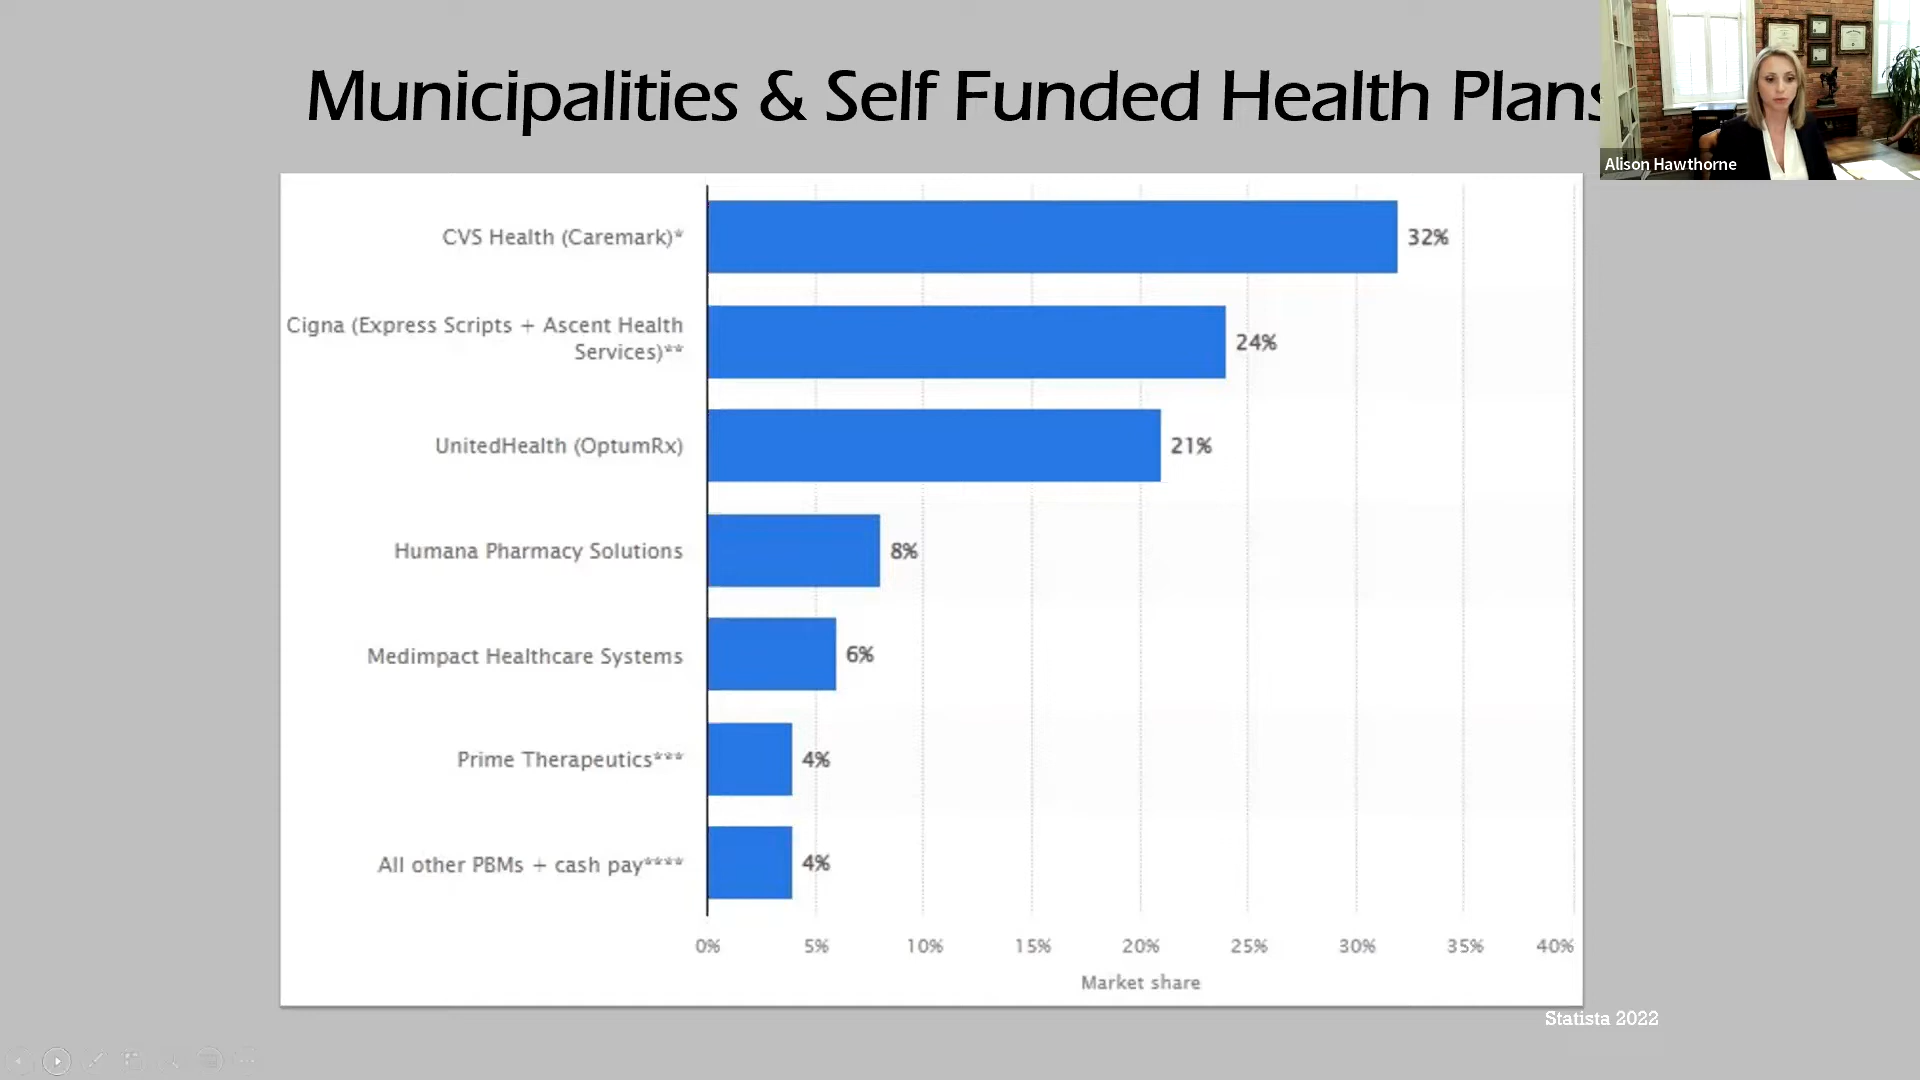 Municipalities & Self Funded Health Plans
Alison Hawthorne
CVS Health (Caremark)*
32%
Cigna (Express Scripts + Ascent Health
Services)**
24%
UnitedHealth (OptumRx)
21%
Humana Pharmacy Solutions
8%
Medimpact Healthcare Systems
6%
Prime Therapeutics***
4%
All other PBMs + cash pay****
4%
0% 5% 10% 15% 20% 25% 30% 35% 40%
Market share
Statista 2022